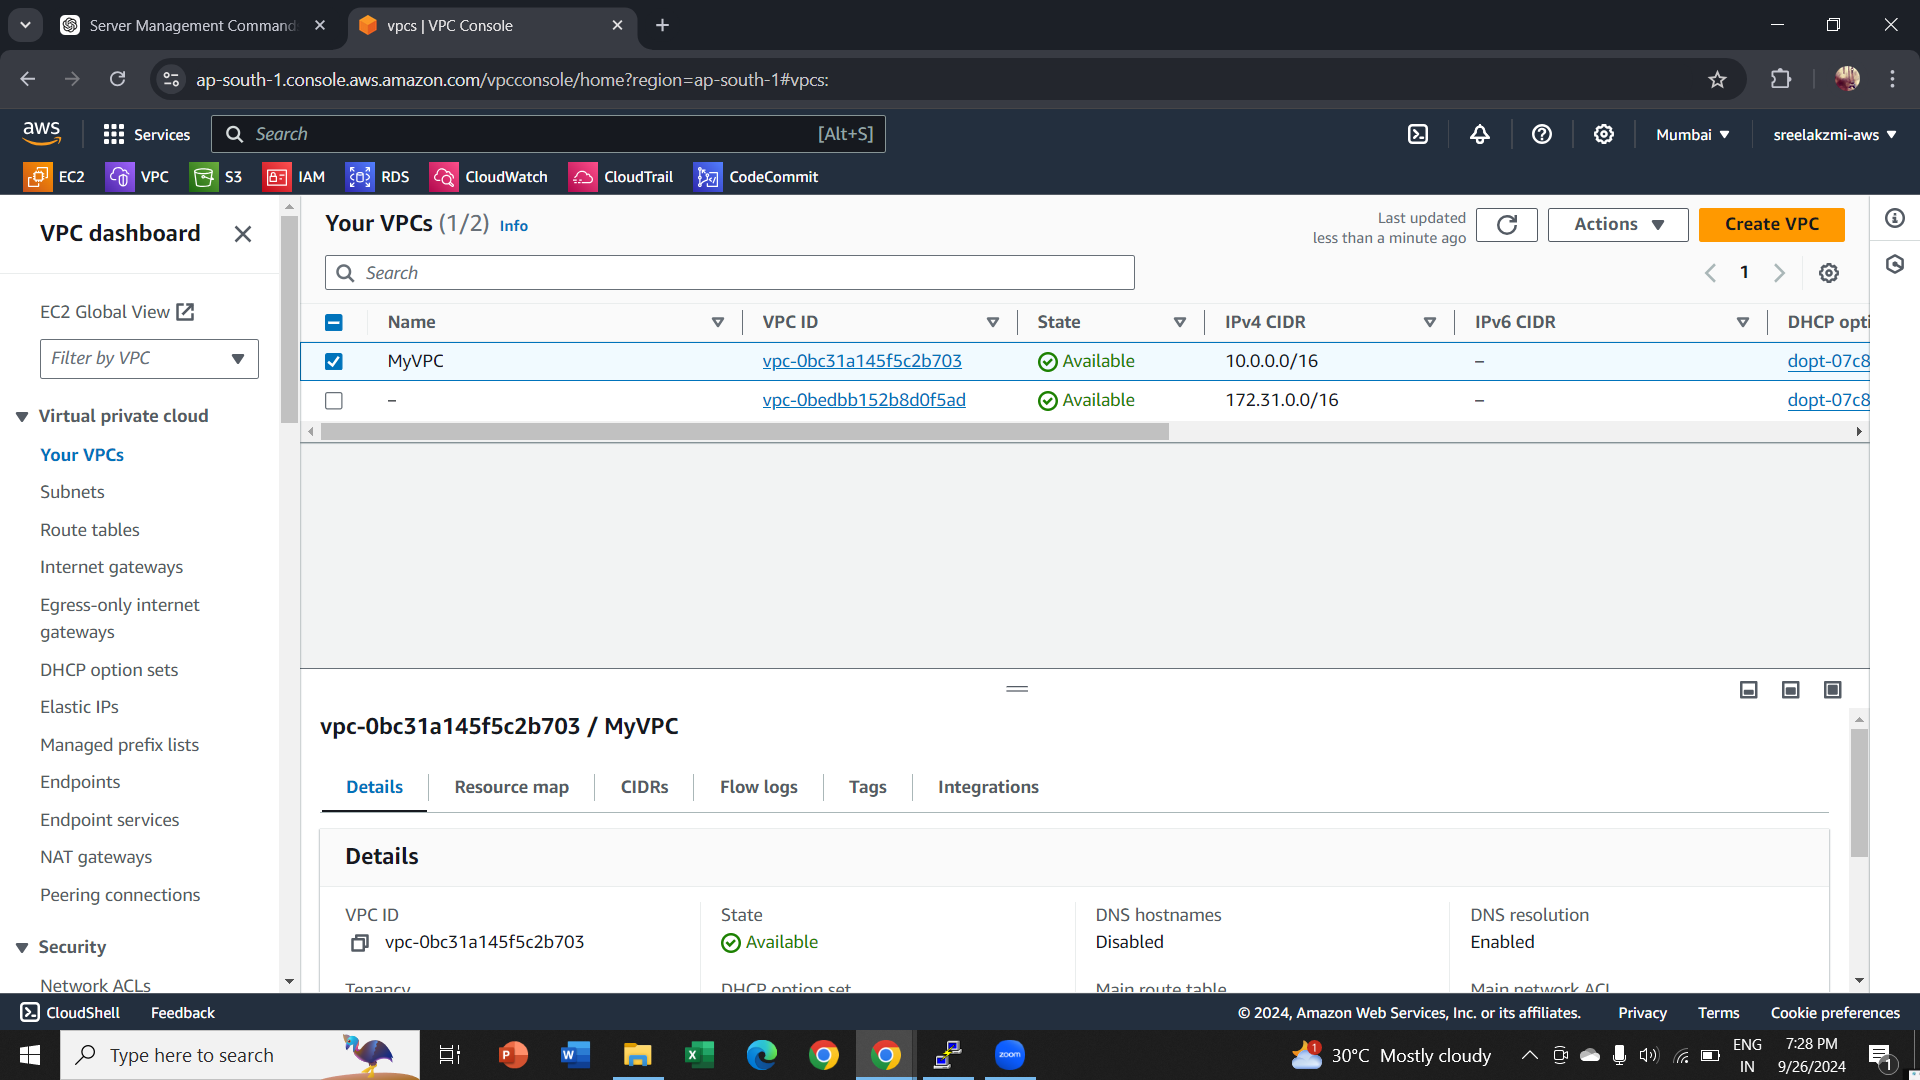 Server Management Command
vpcs | VPC Console
ap-south-1.console.aws.amazon.com/vpcconsole/home?region=ap-south-1#vpcs:
aws
Services
Search
[Alt+S]
Mumbai
sreelakzmi-aws
EC2
VPC
S3
IAM
RDS
CloudWatch
CloudTrail
CodeCommit
VPC dashboard
EC2 Global View
Filter by VPC
Virtual private cloud
Your VPCs
Subnets
Route tables
Internet gateways
Egress-only internet
gateways
DHCP option sets
Elastic IPs
Managed prefix lists
Endpoints
Endpoint services
NAT gateways
Peering connections
Security
Network ACLs
Your VPCs (1/2) Info
Last updated
less than a minute ago
Actions
Create VPC
Search
1
Name VPC ID State IPv4 CIDR IPv6 CIDR DHCP opti
MyVPC vpc-0bc31a145f5c2b703 Available 10.0.0.0/16 – dopt-07c8
– vpc-0bedbb152b8d0f5ad Available 172.31.0.0/16 – dopt-07c8
vpc-0bc31a145f5c2b703 / MyVPC
Details Resource map CIDRs Flow logs Tags Integrations
Details
VPC ID
vpc-0bc31a145f5c2b703
State
Available
DNS hostnames
Disabled
DNS resolution
Enabled
Tenancy
DHCP option set
Main route table
Main network ACL
CloudShell Feedback
© 2024, Amazon Web Services, Inc. or its affiliates. Privacy Terms Cookie preferences
Type here to search
zoom
1
30°C Mostly cloudy
ENG
IN
7:28 PM
9/26/2024
1